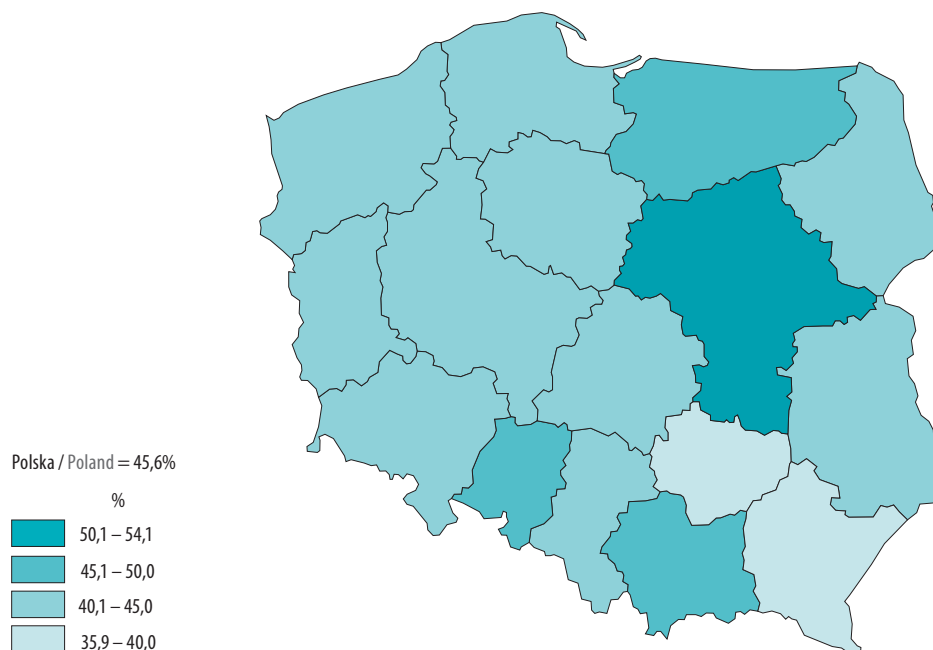 Polska / Poland = 45,6%
%
50,1 – 54,1
45,1 – 50,0
40,1 – 45,0
35,9 – 40,0